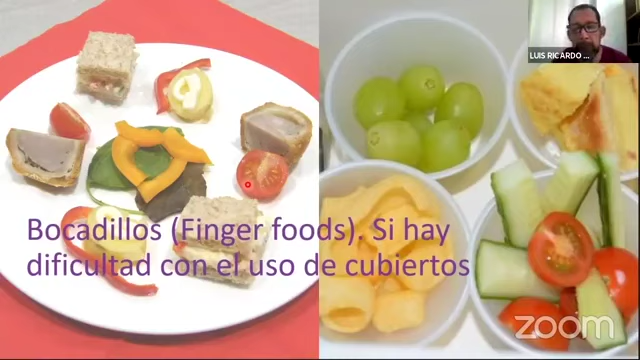 LUIS RICARDO ...
Bocadillos (Finger foods). Si hay
dificultad con el uso de cubiertos
zoom